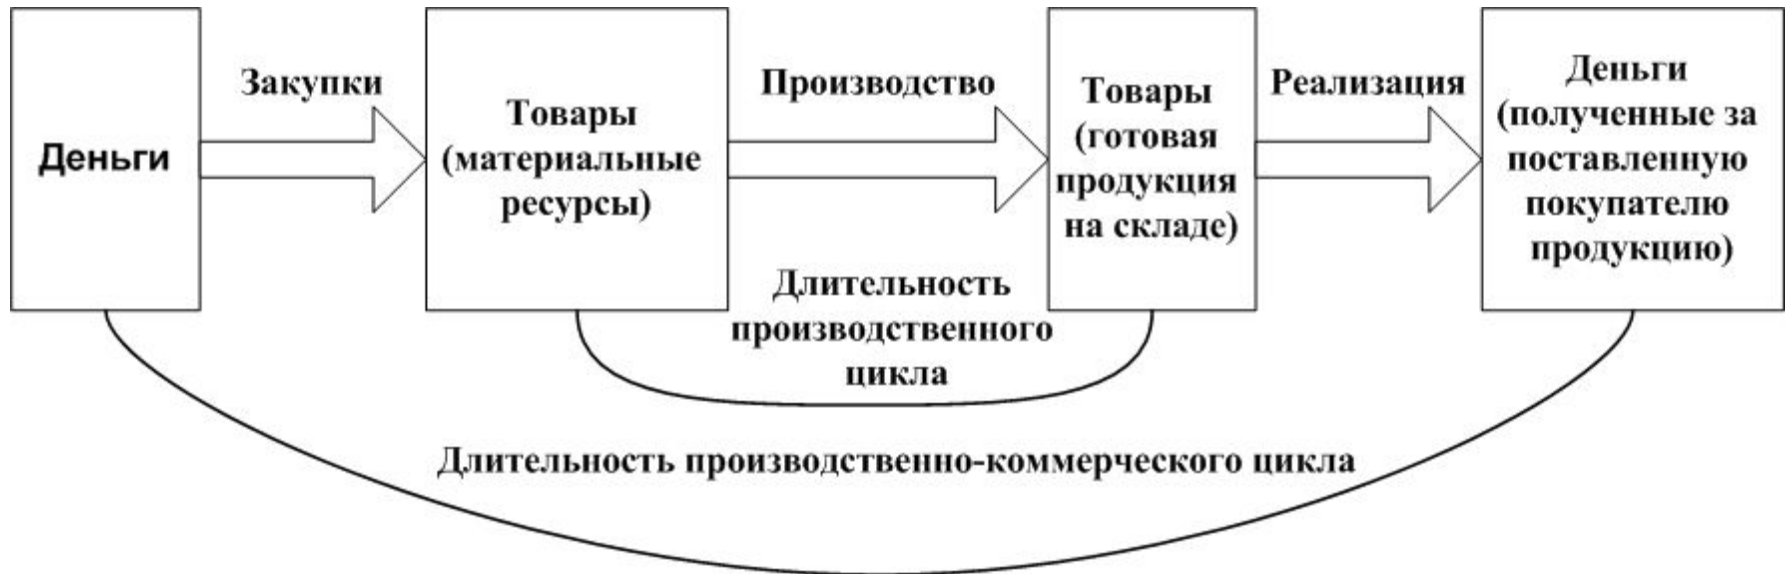 Деньги
Закупки
Товары
(материальные
ресурсы)
Производство
Товары
(готовая
продукция
на складе)
Реализация
Деньги
(полученные за
поставленную
покупателю
продукцию)
Длительность
производственного
цикла
Длительность производственно-коммерческого цикла